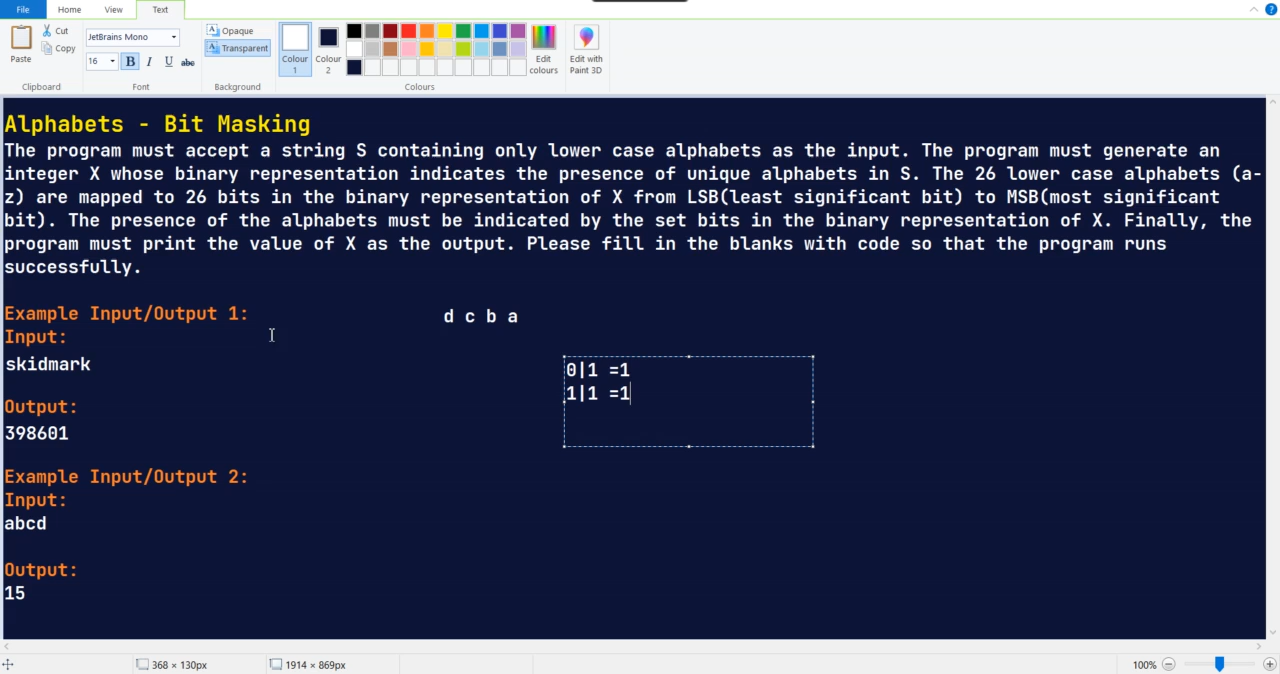 File Home View Text
Paste
Cut
Copy
Clipboard
JetBrains Mono
16 B I U abc
Font
Opaque
Transparent
Background
Colour 1
Colour 2
Edit colours
Colours
Edit with Paint 3D
Alphabets - Bit Masking
The program must accept a string S containing only lower case alphabets as the input. The program must generate an
integer X whose binary representation indicates the presence of unique alphabets in S. The 26 lower case alphabets (a-
z) are mapped to 26 bits in the binary representation of X from LSB(least significant bit) to MSB(most significant
bit). The presence of the alphabets must be indicated by the set bits in the binary representation of X. Finally, the
program must print the value of X as the output. Please fill in the blanks with code so that the program runs
successfully.
Example Input/Output 1:
d c b a
Input:
skidmark
0|1 =1
1|1 =1
Output:
398601
Example Input/Output 2:
Input:
abcd
Output:
15
368 × 130px
1914 × 869px
100%